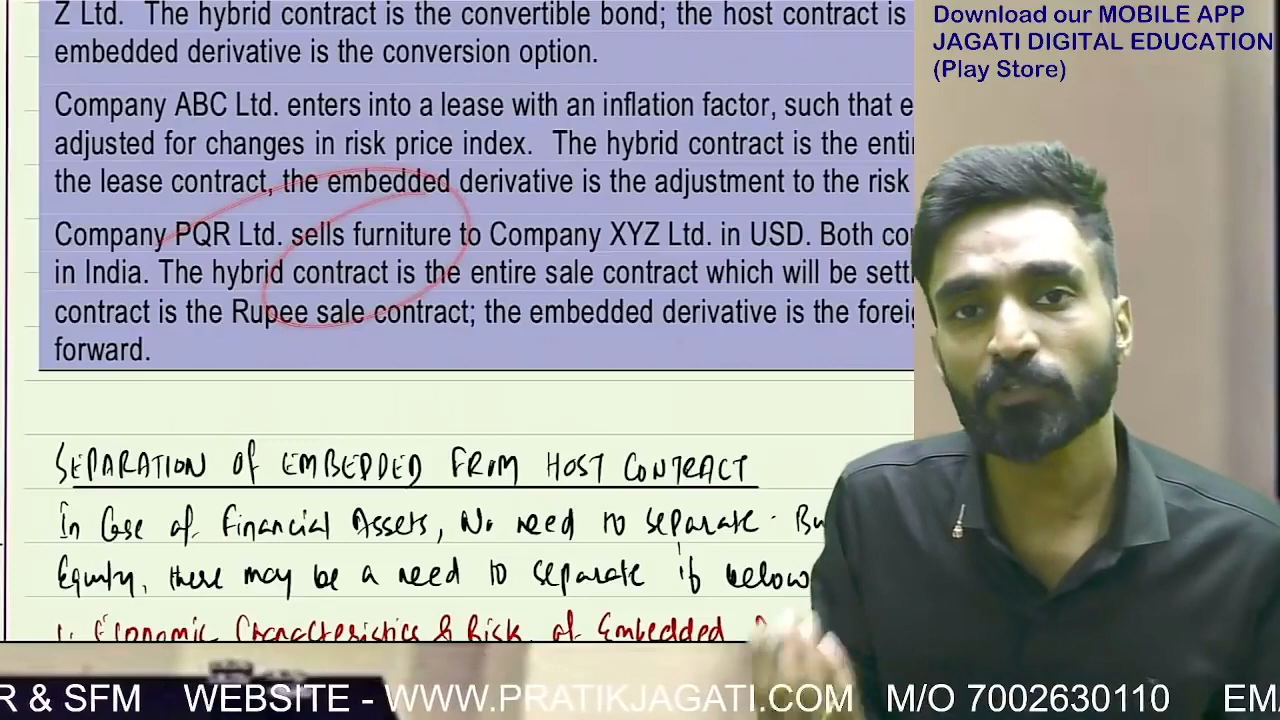 Z Ltd. The hybrid contract is the convertible bond; the host contract is
embedded derivative is the conversion option.
Company ABC Ltd. enters into a lease with an inflation factor, such that e
adjusted for changes in risk price index. The hybrid contract is the enti
the lease contract, the embedded derivative is the adjustment to the risk
Company PQR Ltd. sells furniture to Company XYZ Ltd. in USD. Both co
in India. The hybrid contract is the entire sale contract which will be settl
contract is the Rupee sale contract; the embedded derivative is the foreig
forward.
SEPARATION OF EMBEDDED FROM HOST CONTRACT
In Case of Financial Assets, No need to separate. Bu
Equity, there may be a need to separate if below
1. Economic Characteristics & Risk of Embedded
Download our MOBILE APP
JAGATI DIGITAL EDUCATION
(Play Store)
R & SFM WEBSITE - WWW.PRATIKJAGATI.COM M/O 7002630110 EMA